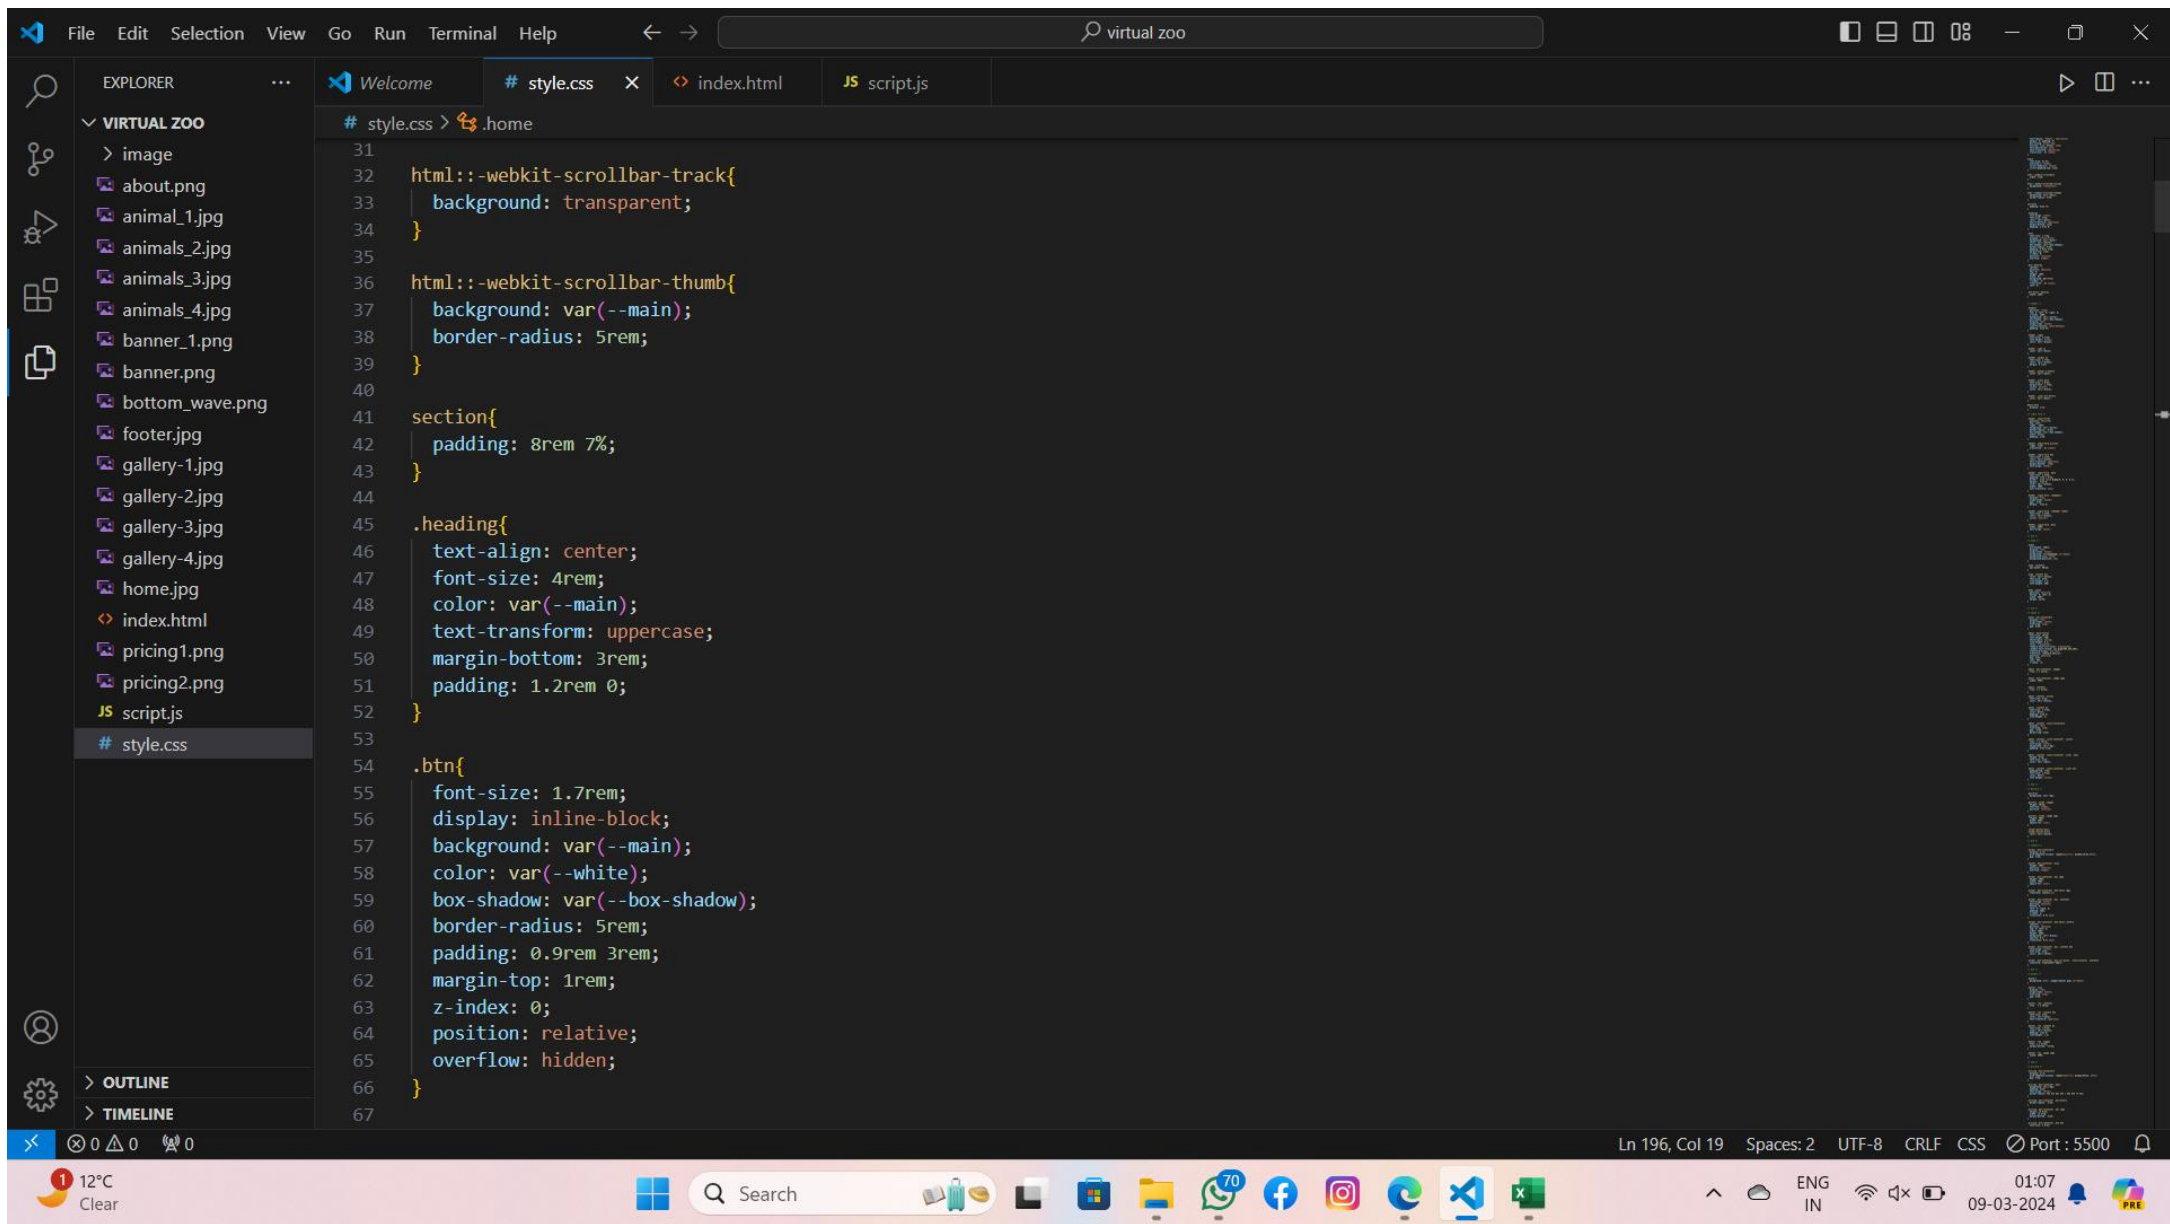 File Edit Selection View Go Run Terminal Help
virtual zoo
EXPLORER
Welcome
# style.css
index.html
JS script.js
VIRTUAL ZOO
# style.css > .home
image
about.png
animal_1.jpg
animals_2.jpg
animals_3.jpg
animals_4.jpg
banner_1.png
banner.png
bottom_wave.png
footer.jpg
gallery-1.jpg
gallery-2.jpg
gallery-3.jpg
gallery-4.jpg
home.jpg
index.html
pricing1.png
pricing2.png
JS script.js
# style.css
OUTLINE
TIMELINE
31
32 html::-webkit-scrollbar-track{
33 background: transparent;
34 }
35
36 html::-webkit-scrollbar-thumb{
37 background: var(--main);
38 border-radius: 5rem;
39 }
40
41 section{
42 padding: 8rem 7%;
43 }
44
45 .heading{
46 text-align: center;
47 font-size: 4rem;
48 color: var(--main);
49 text-transform: uppercase;
50 margin-bottom: 3rem;
51 padding: 1.2rem 0;
52 }
53
54 .btn{
55 font-size: 1.7rem;
56 display: inline-block;
57 background: var(--main);
58 color: var(--white);
59 box-shadow: var(--box-shadow);
60 border-radius: 5rem;
61 padding: 0.9rem 3rem;
62 margin-top: 1rem;
63 z-index: 0;
64 position: relative;
65 overflow: hidden;
66 }
67
0 0 0
Ln 196, Col 19 Spaces: 2 UTF-8 CRLF CSS Port : 5500
1
12°C
Clear
Search
70
ENG
IN
01:07
09-03-2024
PRE